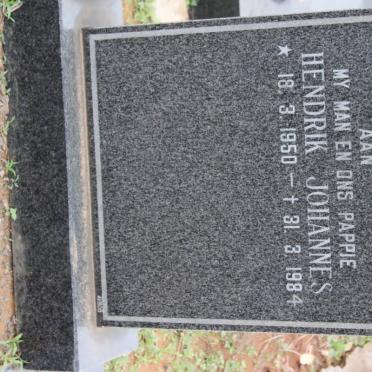 AAN
MY MAN EN ONS PAPPIE
HENDRIK JOHANNES
★ 18. 3. 1950 — † 31. 3. 1984